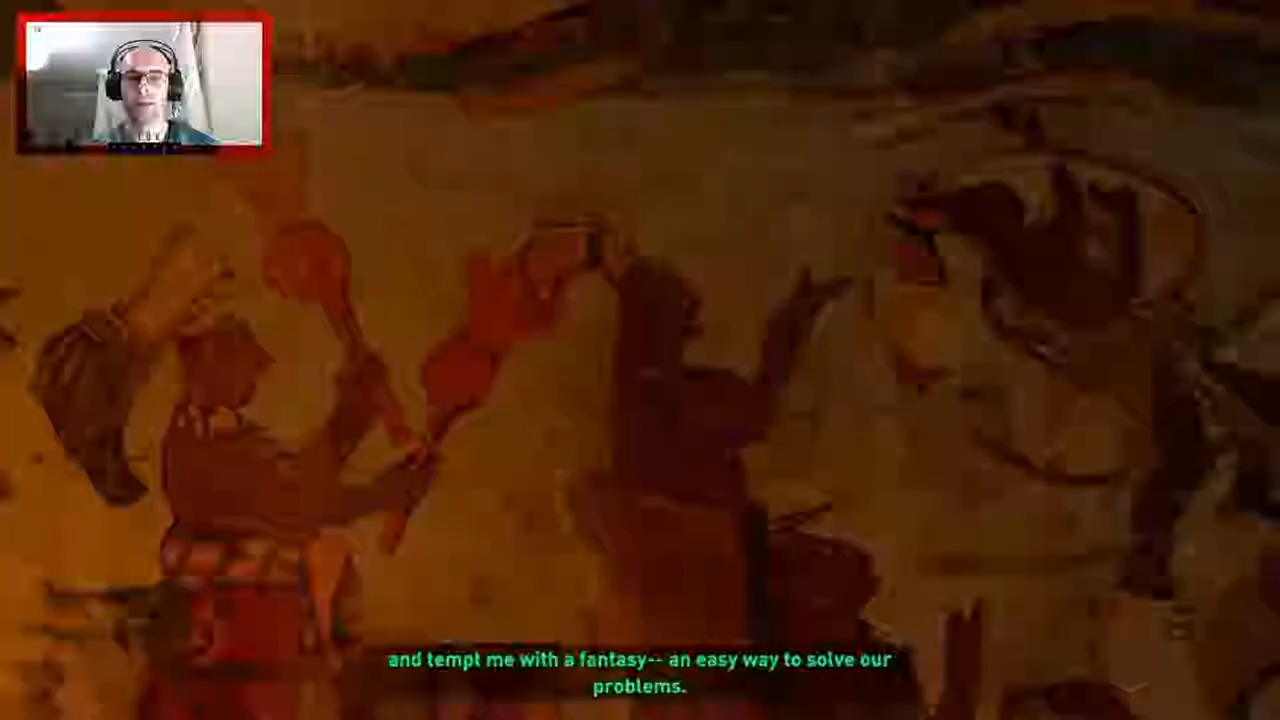 and tempt me with a fantasy-- an easy way to solve our
problems.